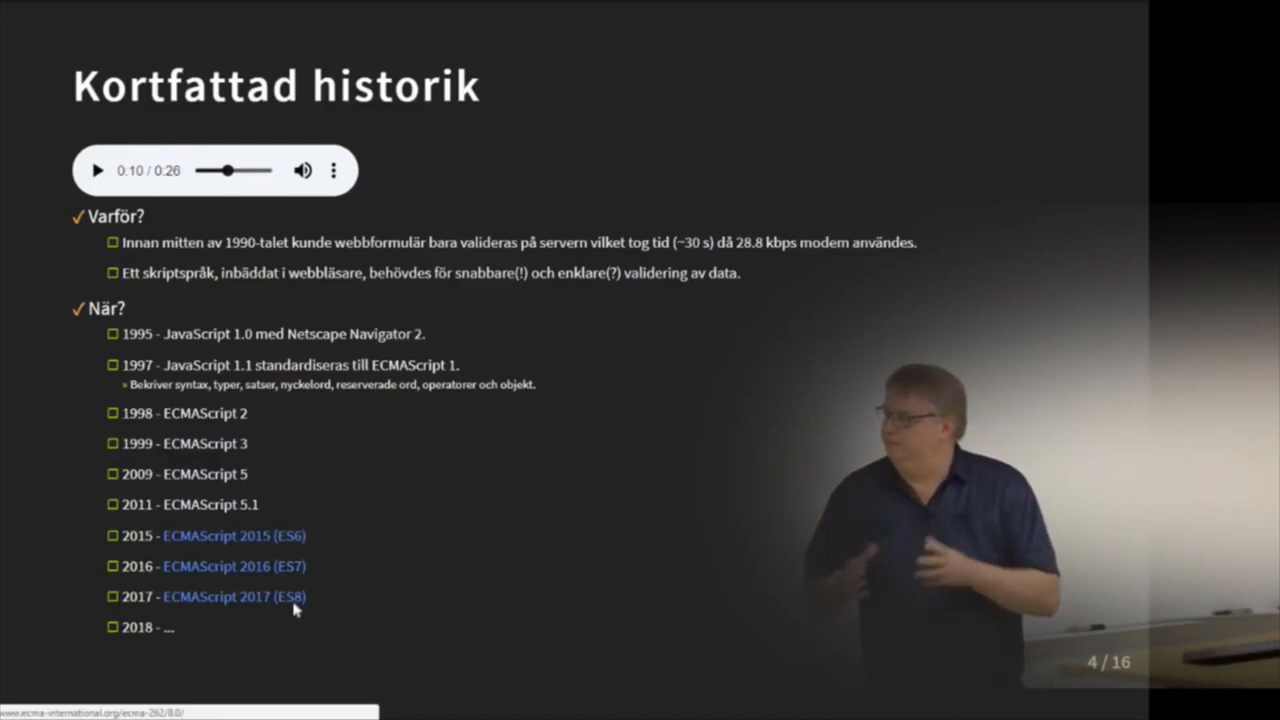 Kortfattad historik
0:10 / 0:26
✓ Varför?
Innan mitten av 1990-talet kunde webbformulär bara valideras på servern vilket tog tid (~30 s) då 28.8 kbps modem användes.
Ett skriptspråk, inbäddat i webbläsare, behövdes för snabbare(!) och enklare(?) validering av data.
✓ När?
1995 - JavaScript 1.0 med Netscape Navigator 2.
1997 - JavaScript 1.1 standardiseras till ECMAScript 1.
» Bekriver syntax, typer, satser, nyckelord, reserverade ord, operatorer och objekt.
1998 - ECMAScript 2
1999 - ECMAScript 3
2009 - ECMAScript 5
2011 - ECMAScript 5.1
2015 - ECMAScript 2015 (ES6)
2016 - ECMAScript 2016 (ES7)
2017 - ECMAScript 2017 (ES8)
2018 - ...
4 / 16
www.ecma-international.org/ecma-262/8.0/